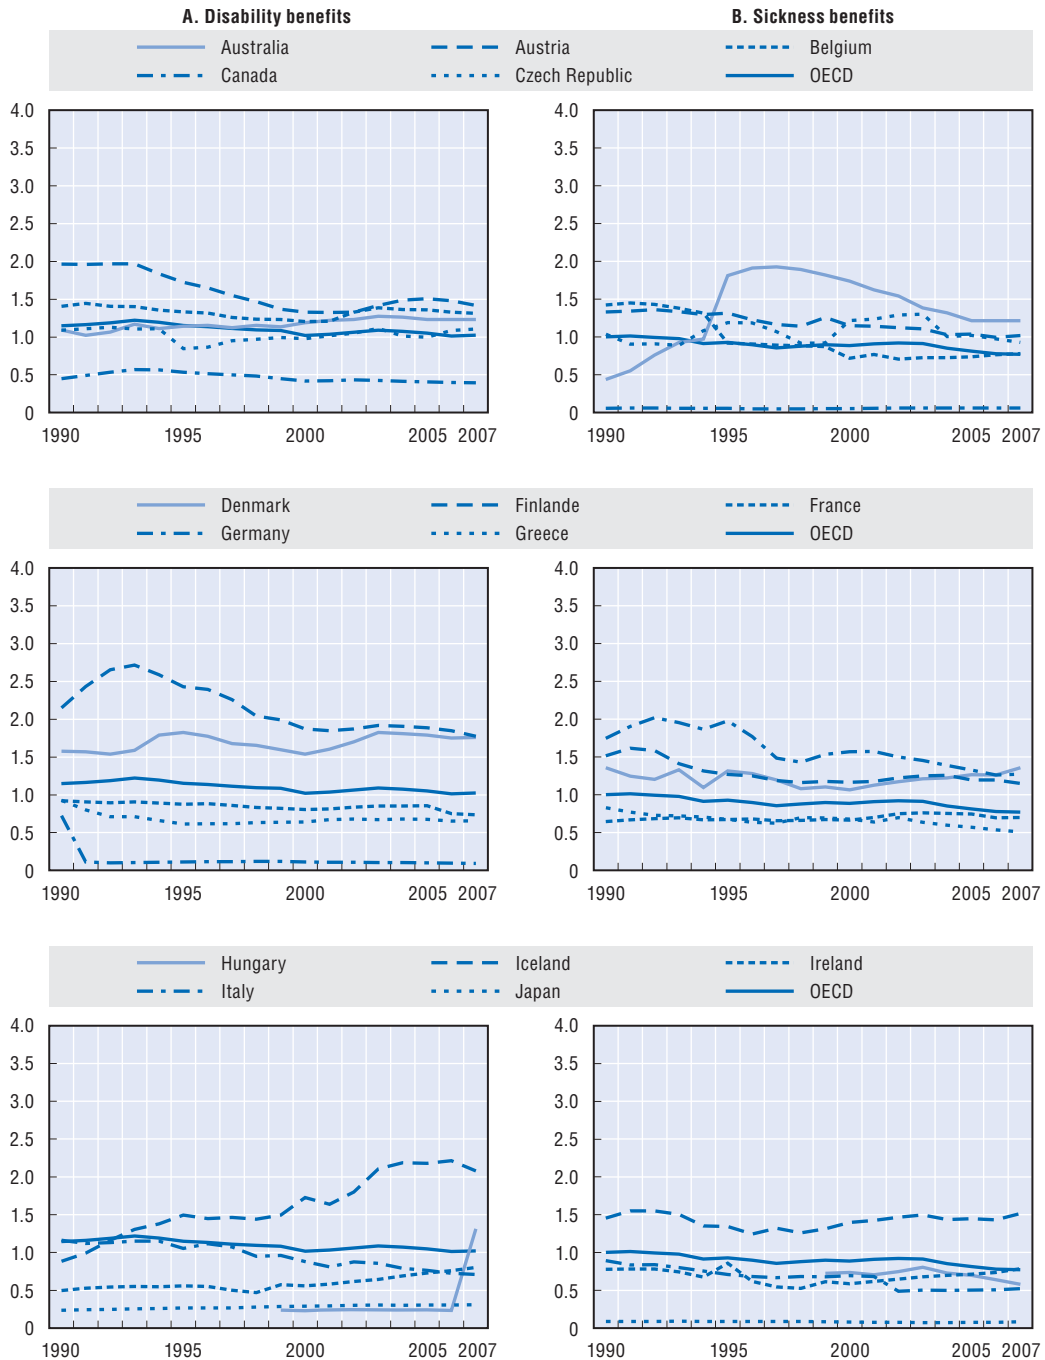 A. Disability benefits B. Sickness benefits
Australia Austria Belgium
Canada Czech Republic OECD
4.0 4.0
3.5 3.5
3.0 3.0
2.5 2.5
2.0 2.0
1.5 1.5
1.0 1.0
0.5 0.5
0 0
1990 1995 2000 2005 2007 1990 1995 2000 2005 2007
Denmark Finlande France
Germany Greece OECD
4.0 4.0
3.5 3.5
3.0 3.0
2.5 2.5
2.0 2.0
1.5 1.5
1.0 1.0
0.5 0.5
0 0
1990 1995 2000 2005 2007 1990 1995 2000 2005 2007
Hungary Iceland Ireland
Italy Japan OECD
4.0 4.0
3.5 3.5
3.0 3.0
2.5 2.5
2.0 2.0
1.5 1.5
1.0 1.0
0.5 0.5
0 0
1990 1995 2000 2005 2007 1990 1995 2000 2005 2007